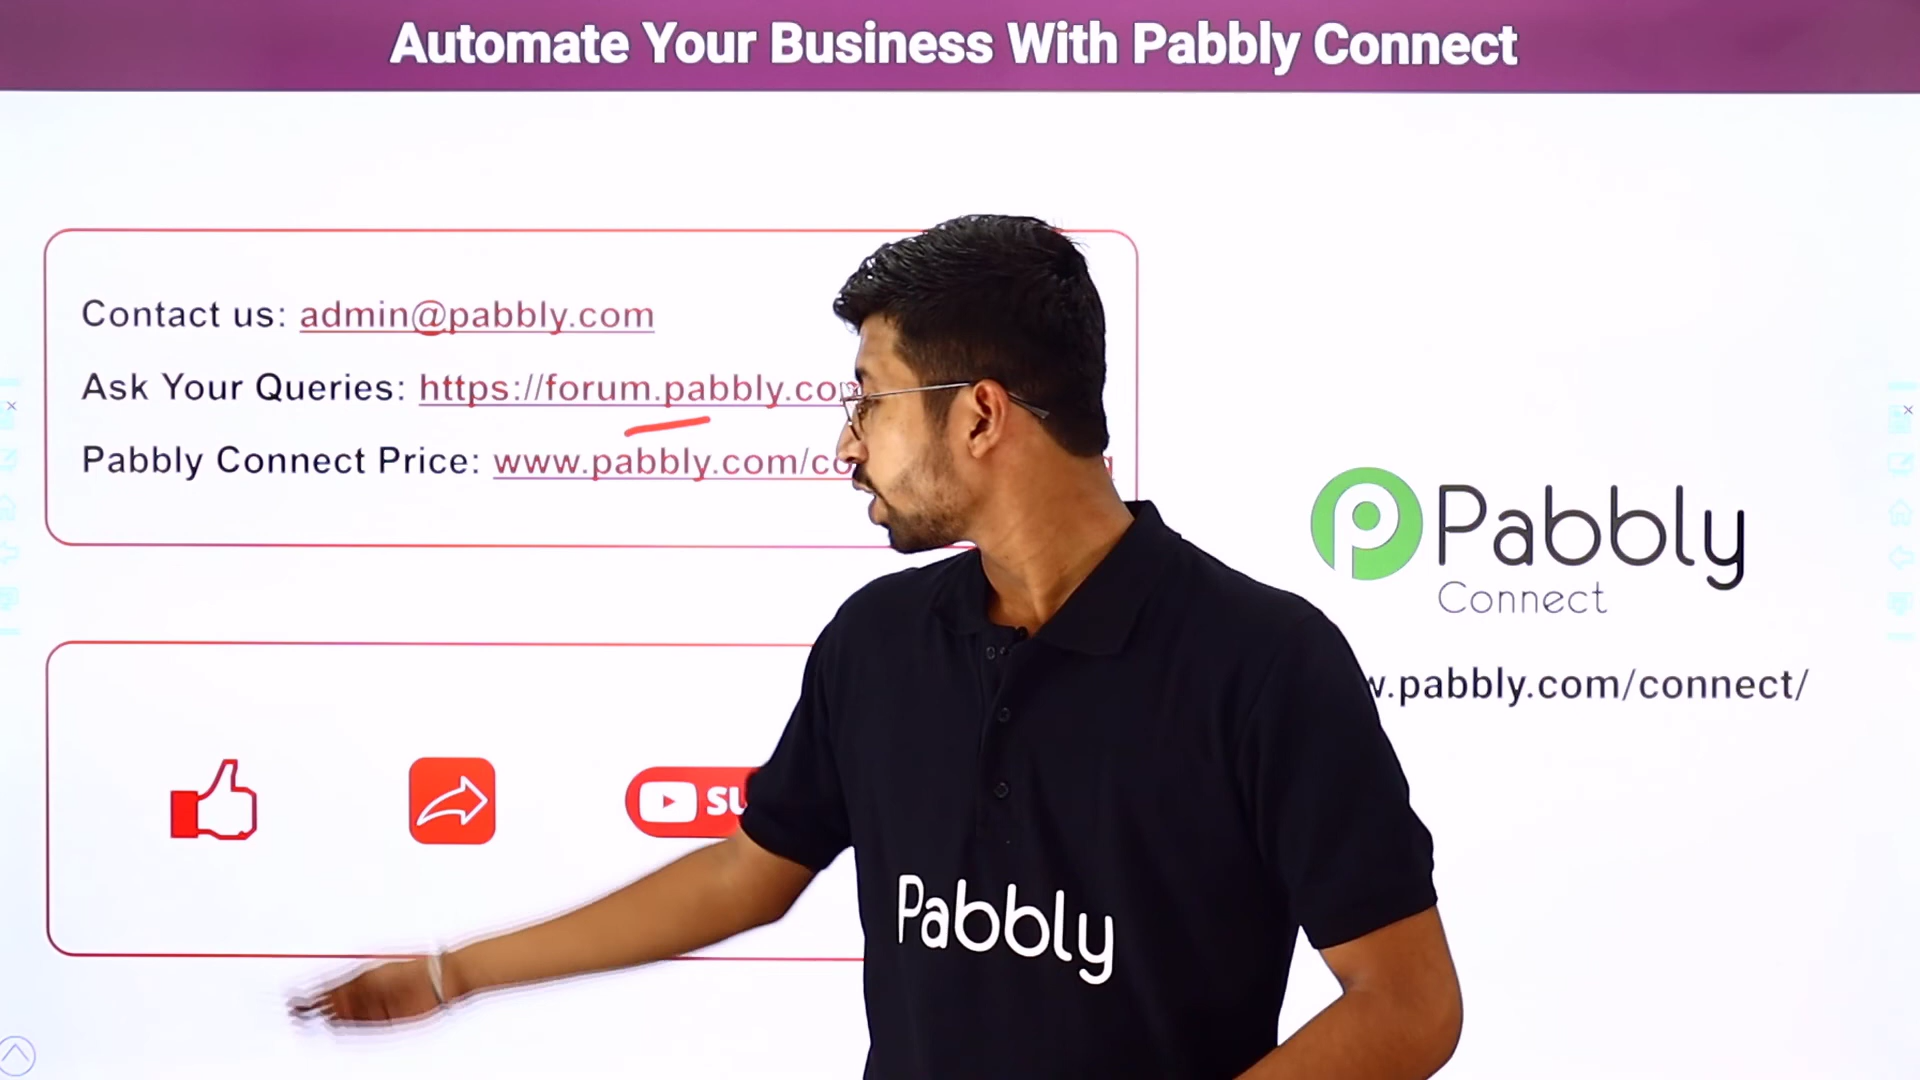 Automate Your Business With Pabbly Connect
Contact us: admin@pabbly.com
Ask Your Queries: https://forum.pabbly.co
Pabbly Connect Price: www.pabbly.com/co
Pabbly
Connect
.pabbly.com/connect/
SU
Pabbly